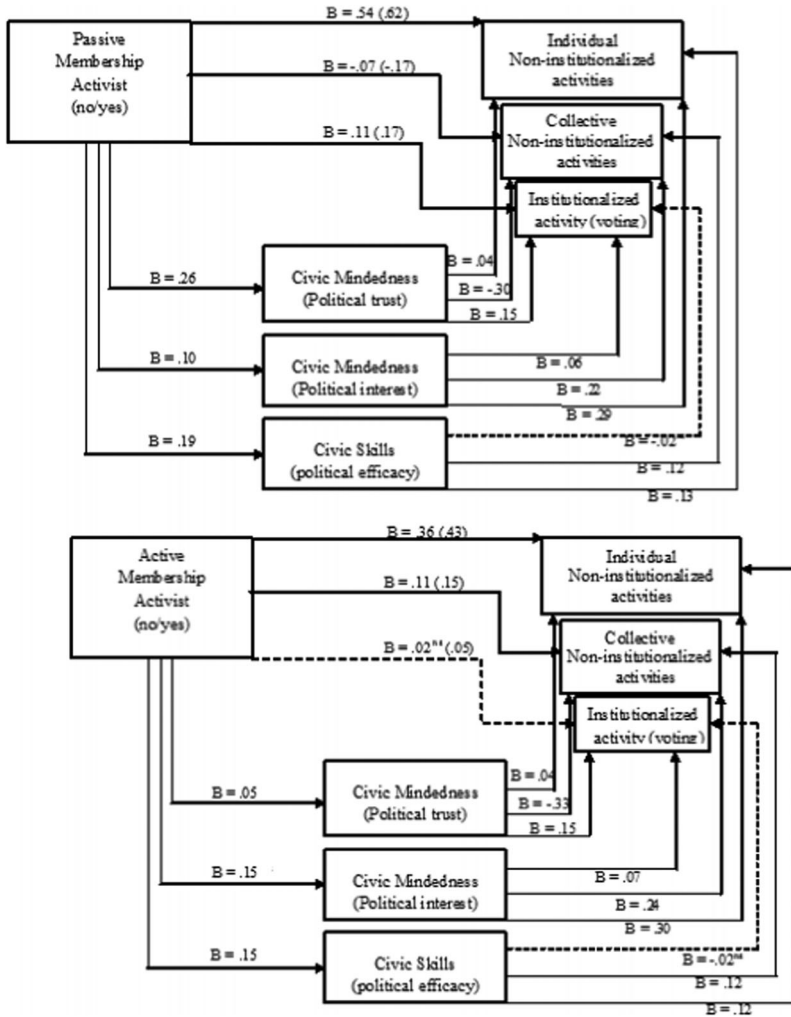 B = .54 (.62)
Passive
Membership
Activist
(no/yes)
Individual
Non-institutionalized
activities
B = -.07 (-.17)
Collective
Non-institutionalized
activities
B = .11 (.17)
Institutionalized
activity (voting)
B = .26
Civic Mindedness
(Political trust)
B = .04
B = -.30
B = .15
B = .10
Civic Mindedness
(Political interest)
B = .06
B = .22
B = .29
B = .19
Civic Skills
(political efficacy)
B = -.02
B = .12
B = .13
B = .36 (.43)
Active
Membership
Activist
(no/yes)
Individual
Non-institutionalized
activities
B = .11 (.15)
Collective
Non-institutionalized
activities
B = .02ns (.05)
Institutionalized
activity (voting)
B = .05
Civic Mindedness
(Political trust)
B = .04
B = -.33
B = .15
B = .15
Civic Mindedness
(Political interest)
B = .07
B = .24
B = .30
B = .15
Civic Skills
(political efficacy)
B = -.02ns
B = .12
B = .12